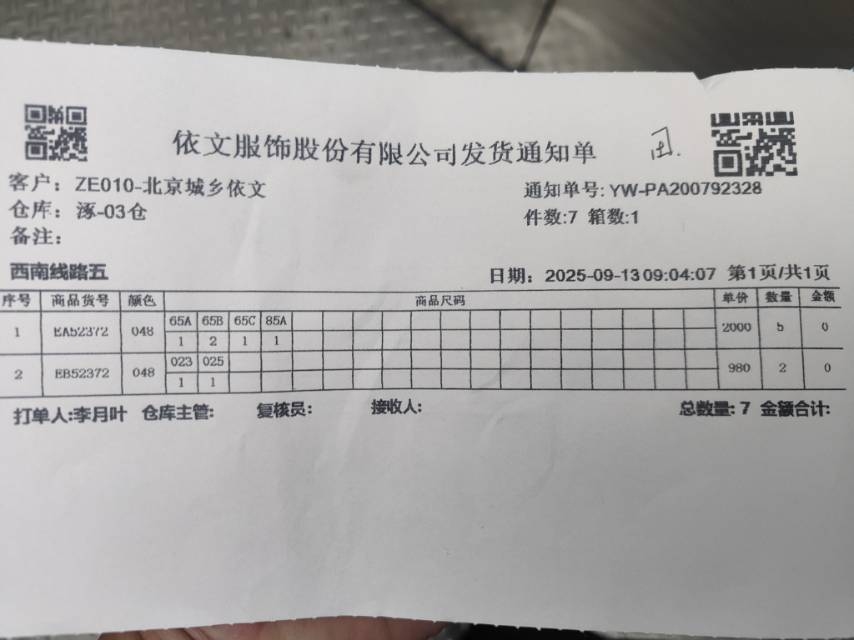 依文服饰股份有限公司发货通知单
客户：ZE010-北京城乡依文 通知单号:YW-PA200792328
仓库：涿-03仓 件数:7 箱数:1
备注：
西南线路五 日期：2025-09-13 09:04:07 第1页/共1页
序号 商品货号 颜色 商品尺码 单价 数量 金额
65A 65B 65C 85A
1 EA52372 048 1 2 1 1 2000 5 0
023 025
2 EB52372 048 1 1 980 2 0
打单人:李月叶 仓库主管: 复核员: 接收人: 总数量: 7 金额合计: